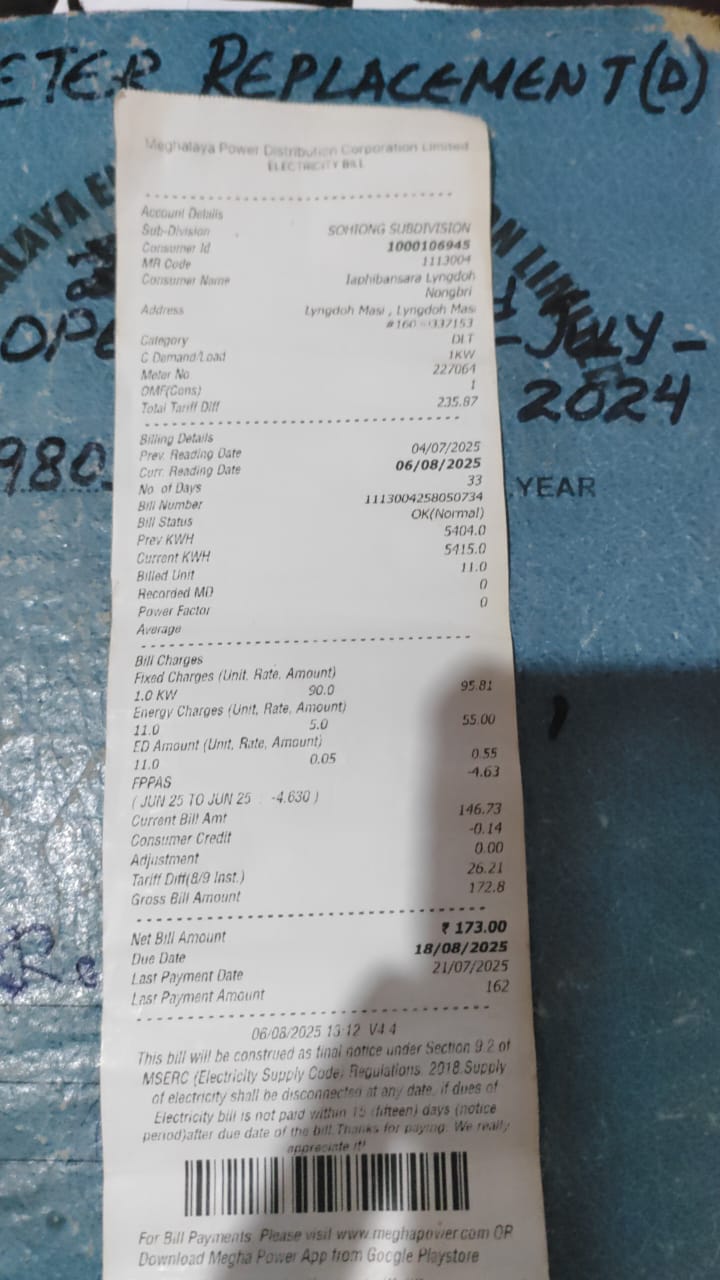 ETER REPLACEMENT(D)
Meghalaya Power Distribution Corporation Limited
ELECTRICITY BILL
Account Details
Sub-Division SOHIONG SUBDIVISION
Consumer Id 1000106945
MR Code 1113004
Consumer Name Iaphibansara Lyngdoh
Nongbri
Address Lyngdoh Masi , Lyngdoh Mas
#160 337153
Category DLT
C Demand/Load 1KW
Meter No 227064
OMF(Cons) 1
Total Tariff Diff 235.87
OPE -JULY-
2024
980
YEAR
Billing Details
Prev. Reading Date 04/07/2025
Curr. Reading Date 06/08/2025
No. of Days 33
Bill Number 1113004258050734
Bill Status OK(Normal)
Prev KWH 5404.0
Current KWH 5415.0
Billed Unit 11.0
Recorded MD 0
Power Factor 0
Average
Bill Charges
Fixed Charges (Unit, Rate, Amount)
1.0 KW 90.0 95.81
Energy Charges (Unit, Rate, Amount)
11.0 5.0 55.00
ED Amount (Unit, Rate, Amount)
11.0 0.05 0.55
FPPAS -4.63
( JUN 25 TO JUN 25 : -4.630 )
Current Bill Amt 146.73
Consumer Credit -0.14
Adjustment 0.00
Tariff Diff(8/9 Inst.) 26.21
Gross Bill Amount 172.8
Net Bill Amount ₹ 173.00
Due Date 18/08/2025
Last Payment Date 21/07/2025
Last Payment Amount 162
06/08/2025 13:12 V4.4
This bill will be construed as final notice under Section 9.2 of
MSERC (Electricity Supply Code) Regulations, 2018.Supply
of electricity shall be disconnected at any date, if dues of
Electricity bill is not paid within 15 (fifteen) days (notice
period)after due date of the bill.Thanks for paying. We really
appreciate it!
For Bill Payments, Please visit www.meghapower.com OR
Download Megha Power App from Google Playstore